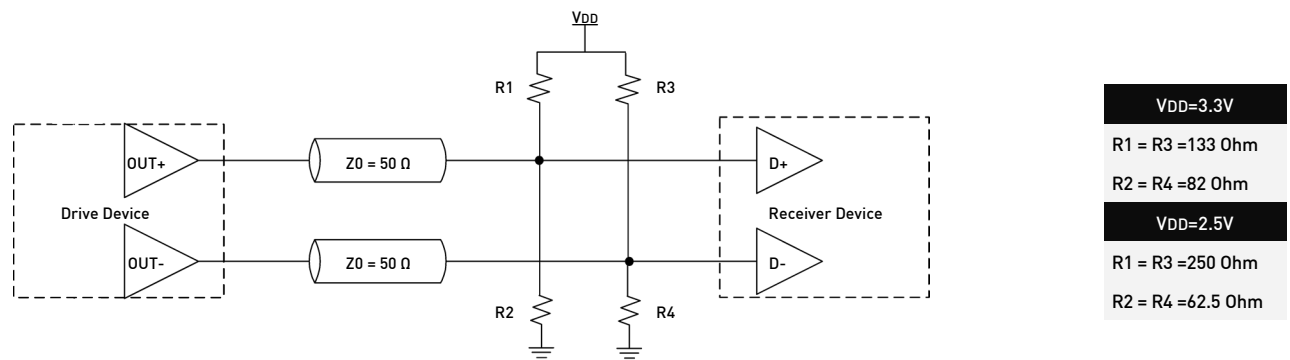 VDD
R1
R3
OUT+
Z0 = 50 Ω
D+
Drive Device
Receiver Device
OUT-
Z0 = 50 Ω
D-
R2
R4
VDD=3.3V
R1 = R3 =133 Ohm
R2 = R4 =82 Ohm
VDD=2.5V
R1 = R3 =250 Ohm
R2 = R4 =62.5 Ohm